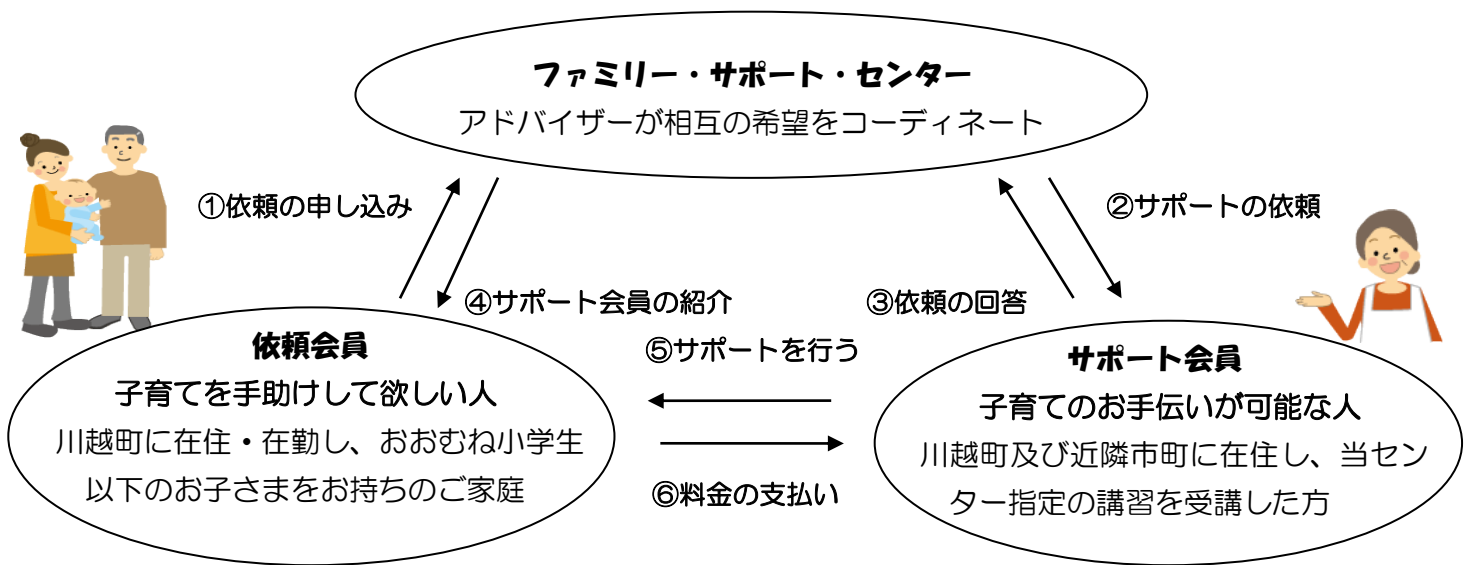 ファミリー・サポート・センター
アドバイザーが相互の希望をコーディネート
①依頼の申し込み
②サポートの依頼
④サポート会員の紹介
③依頼の回答
依頼会員
子育てを手助けして欲しい人
川越町に在住・在勤し、おおむね小学生
以下のお子さまをお持ちのご家庭
⑤サポートを行う
⑥料金の支払い
サポート会員
子育てのお手伝いが可能な人
川越町及び近隣市町に在住し、当セン
ター指定の講習を受講した方